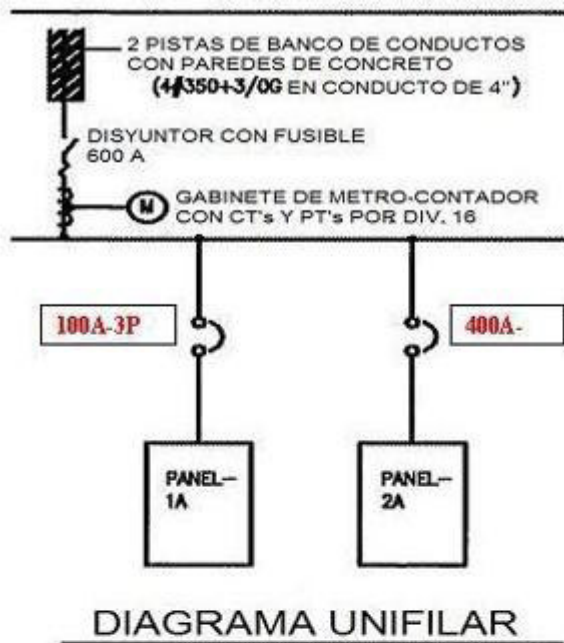 2 PISTAS DE BANCO DE CONDUCTOS
CON PAREDES DE CONCRETO
(4#350+3/0G EN CONDUCTO DE 4")
DISYUNTOR CON FUSIBLE
600 A
M
GABINETE DE METRO-CONTADOR
CON CT's Y PT's POR DIV. 16
100A-3P
400A-
PANEL-
1A
PANEL-
2A
DIAGRAMA UNIFILAR